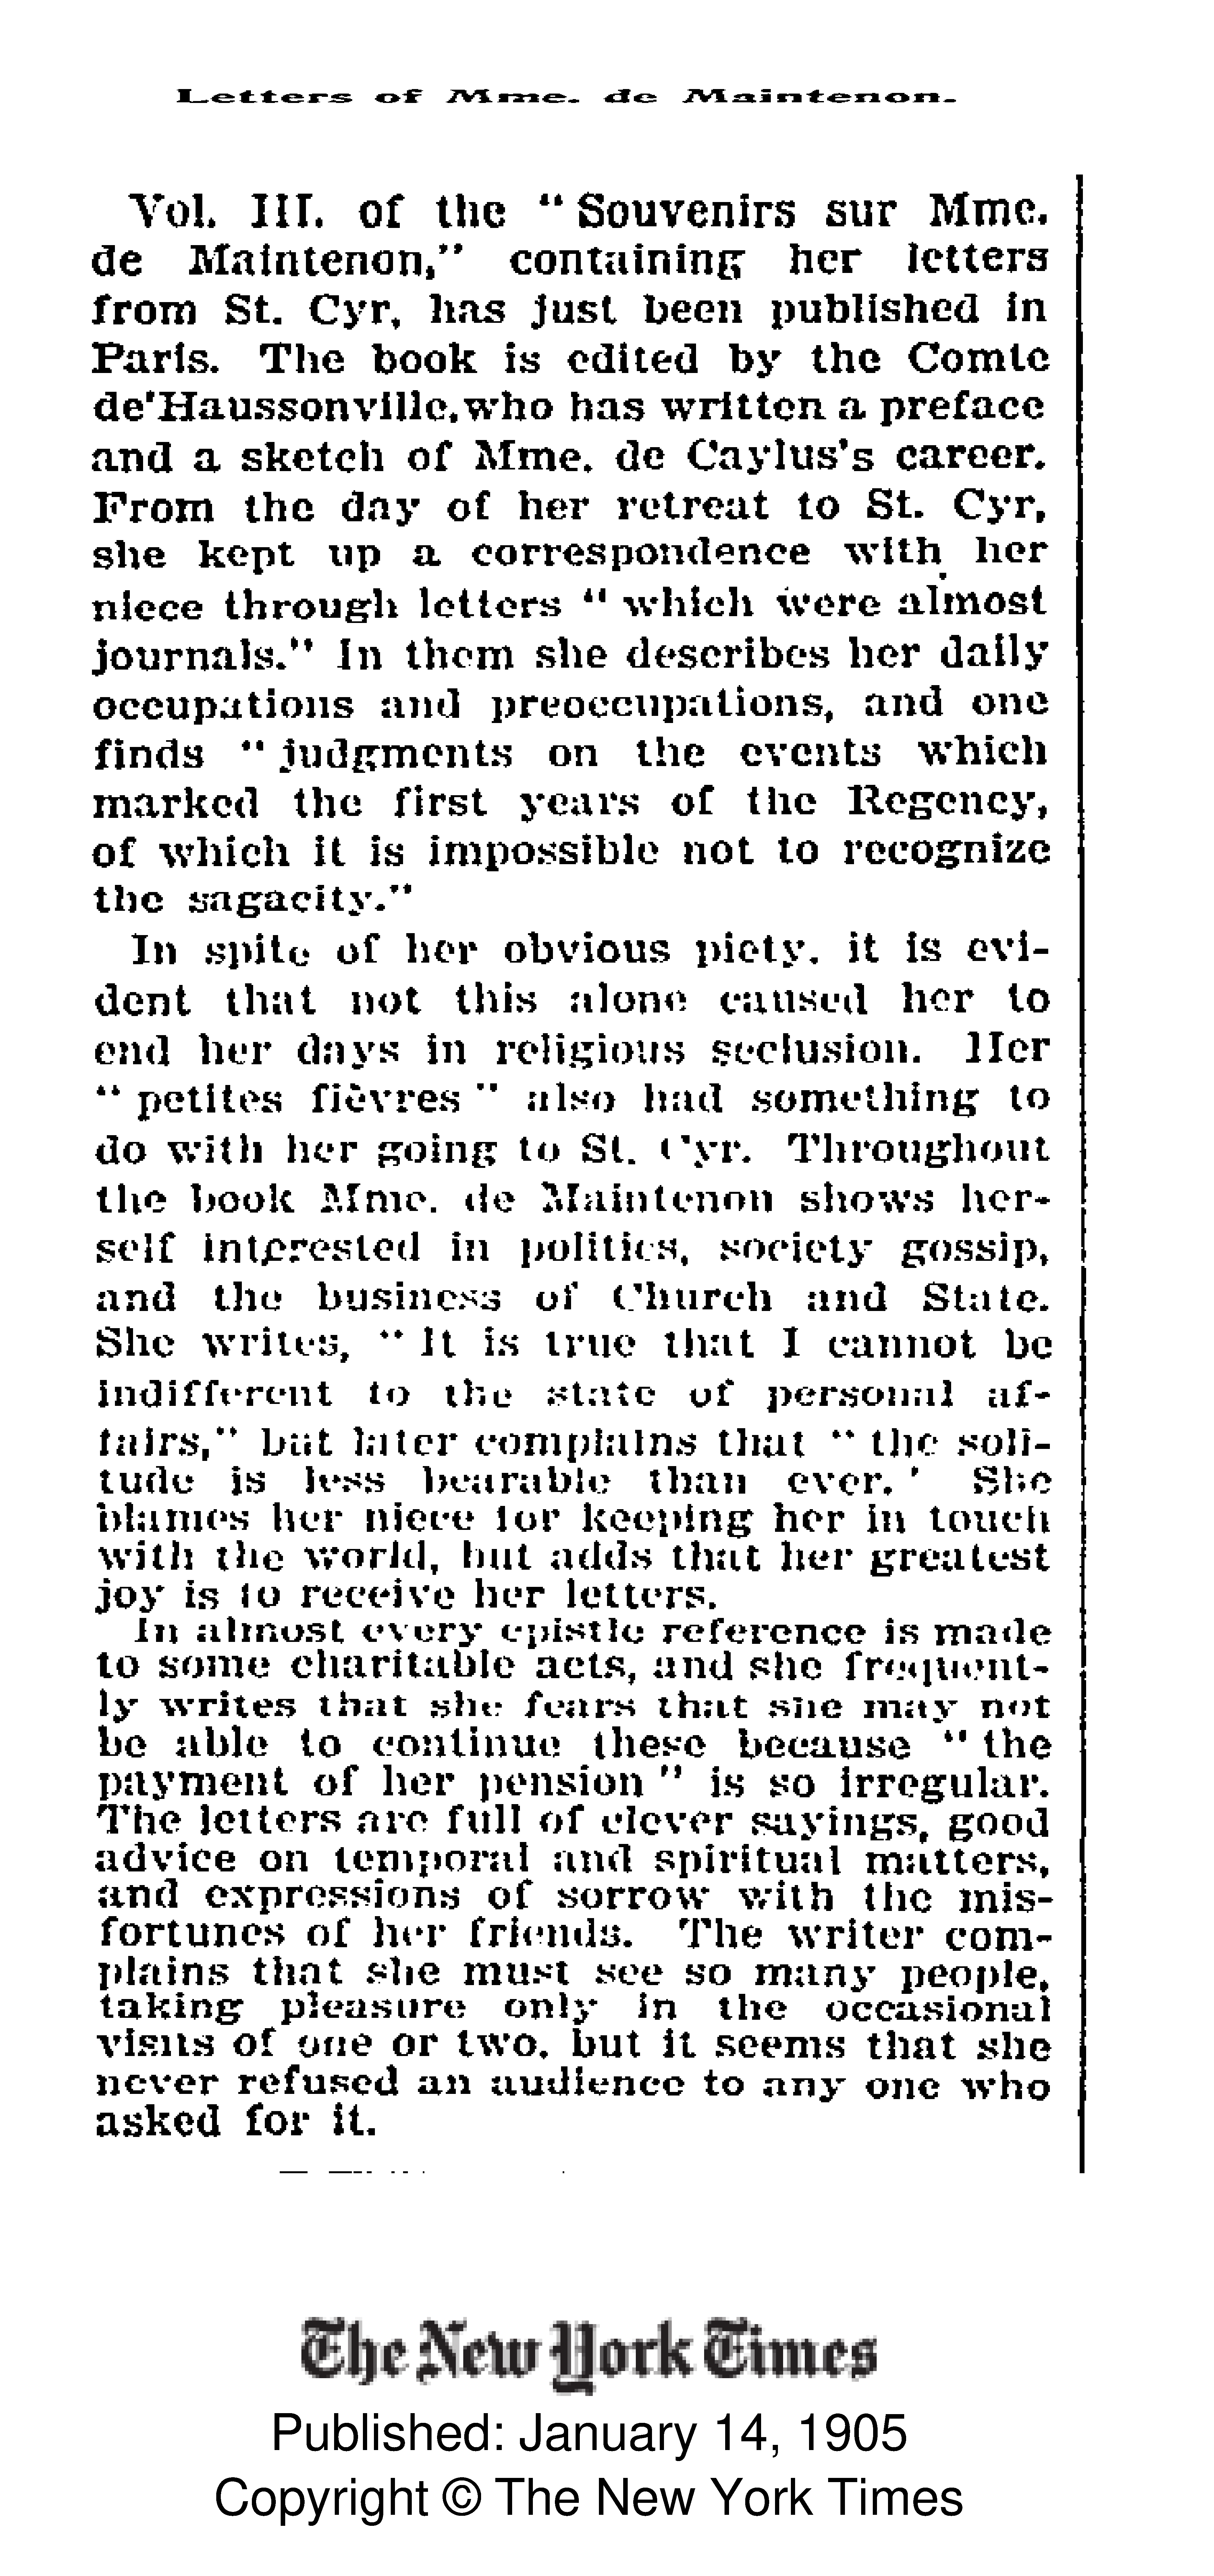 Letters of Mme. de Maintenon.
Vol. III. of the "Souvenirs sur Mme.
de Maintenon," containing her letters
from St. Cyr, has just been published in
Paris. The book is edited by the Comte
de'Haussonville, who has written a preface
and a sketch of Mme. de Caylus's career.
From the day of her retreat to St. Cyr,
she kept up a correspondence with her
niece through letters "which were almost
journals." In them she describes her daily
occupations and preoccupations, and one
finds "judgments on the events which
marked the first years of the Regency,
of which it is impossible not to recognize
the sagacity."
In spite of her obvious piety, it is evi-
dent that not this alone caused her to
end her days in religious seclusion. Her
"petites fièvres" also had something to
do with her going to St. Cyr. Throughout
the book Mme. de Maintenon shows her-
self interested in politics, society gossip,
and the business of Church and State.
She writes, "It is true that I cannot be
indifferent to the state of personal af-
fairs," but later complains that "the soli-
tude is less bearable than ever.' She
blames her niece for keeping her in touch
with the world, but adds that her greatest
joy is to receive her letters.
In almost every epistle reference is made
to some charitable acts, and she frequent-
ly writes that she fears that she may not
be able to continue these because "the
payment of her pension" is so irregular.
The letters are full of clever sayings, good
advice on temporal and spiritual matters,
and expressions of sorrow with the mis-
fortunes of her friends. The writer com-
plains that she must see so many people,
taking pleasure only in the occasional
visits of one or two, but it seems that she
never refused an audience to any one who
asked for it.
The New York Times
Published: January 14, 1905
Copyright © The New York Times